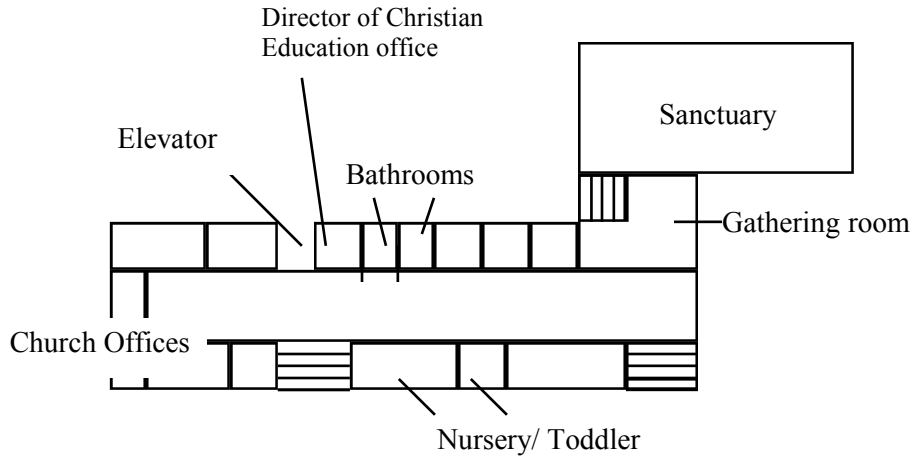 Director of Christian
Education office
Sanctuary
Elevator
Bathrooms
Gathering room
Church Offices
Nursery/ Toddler